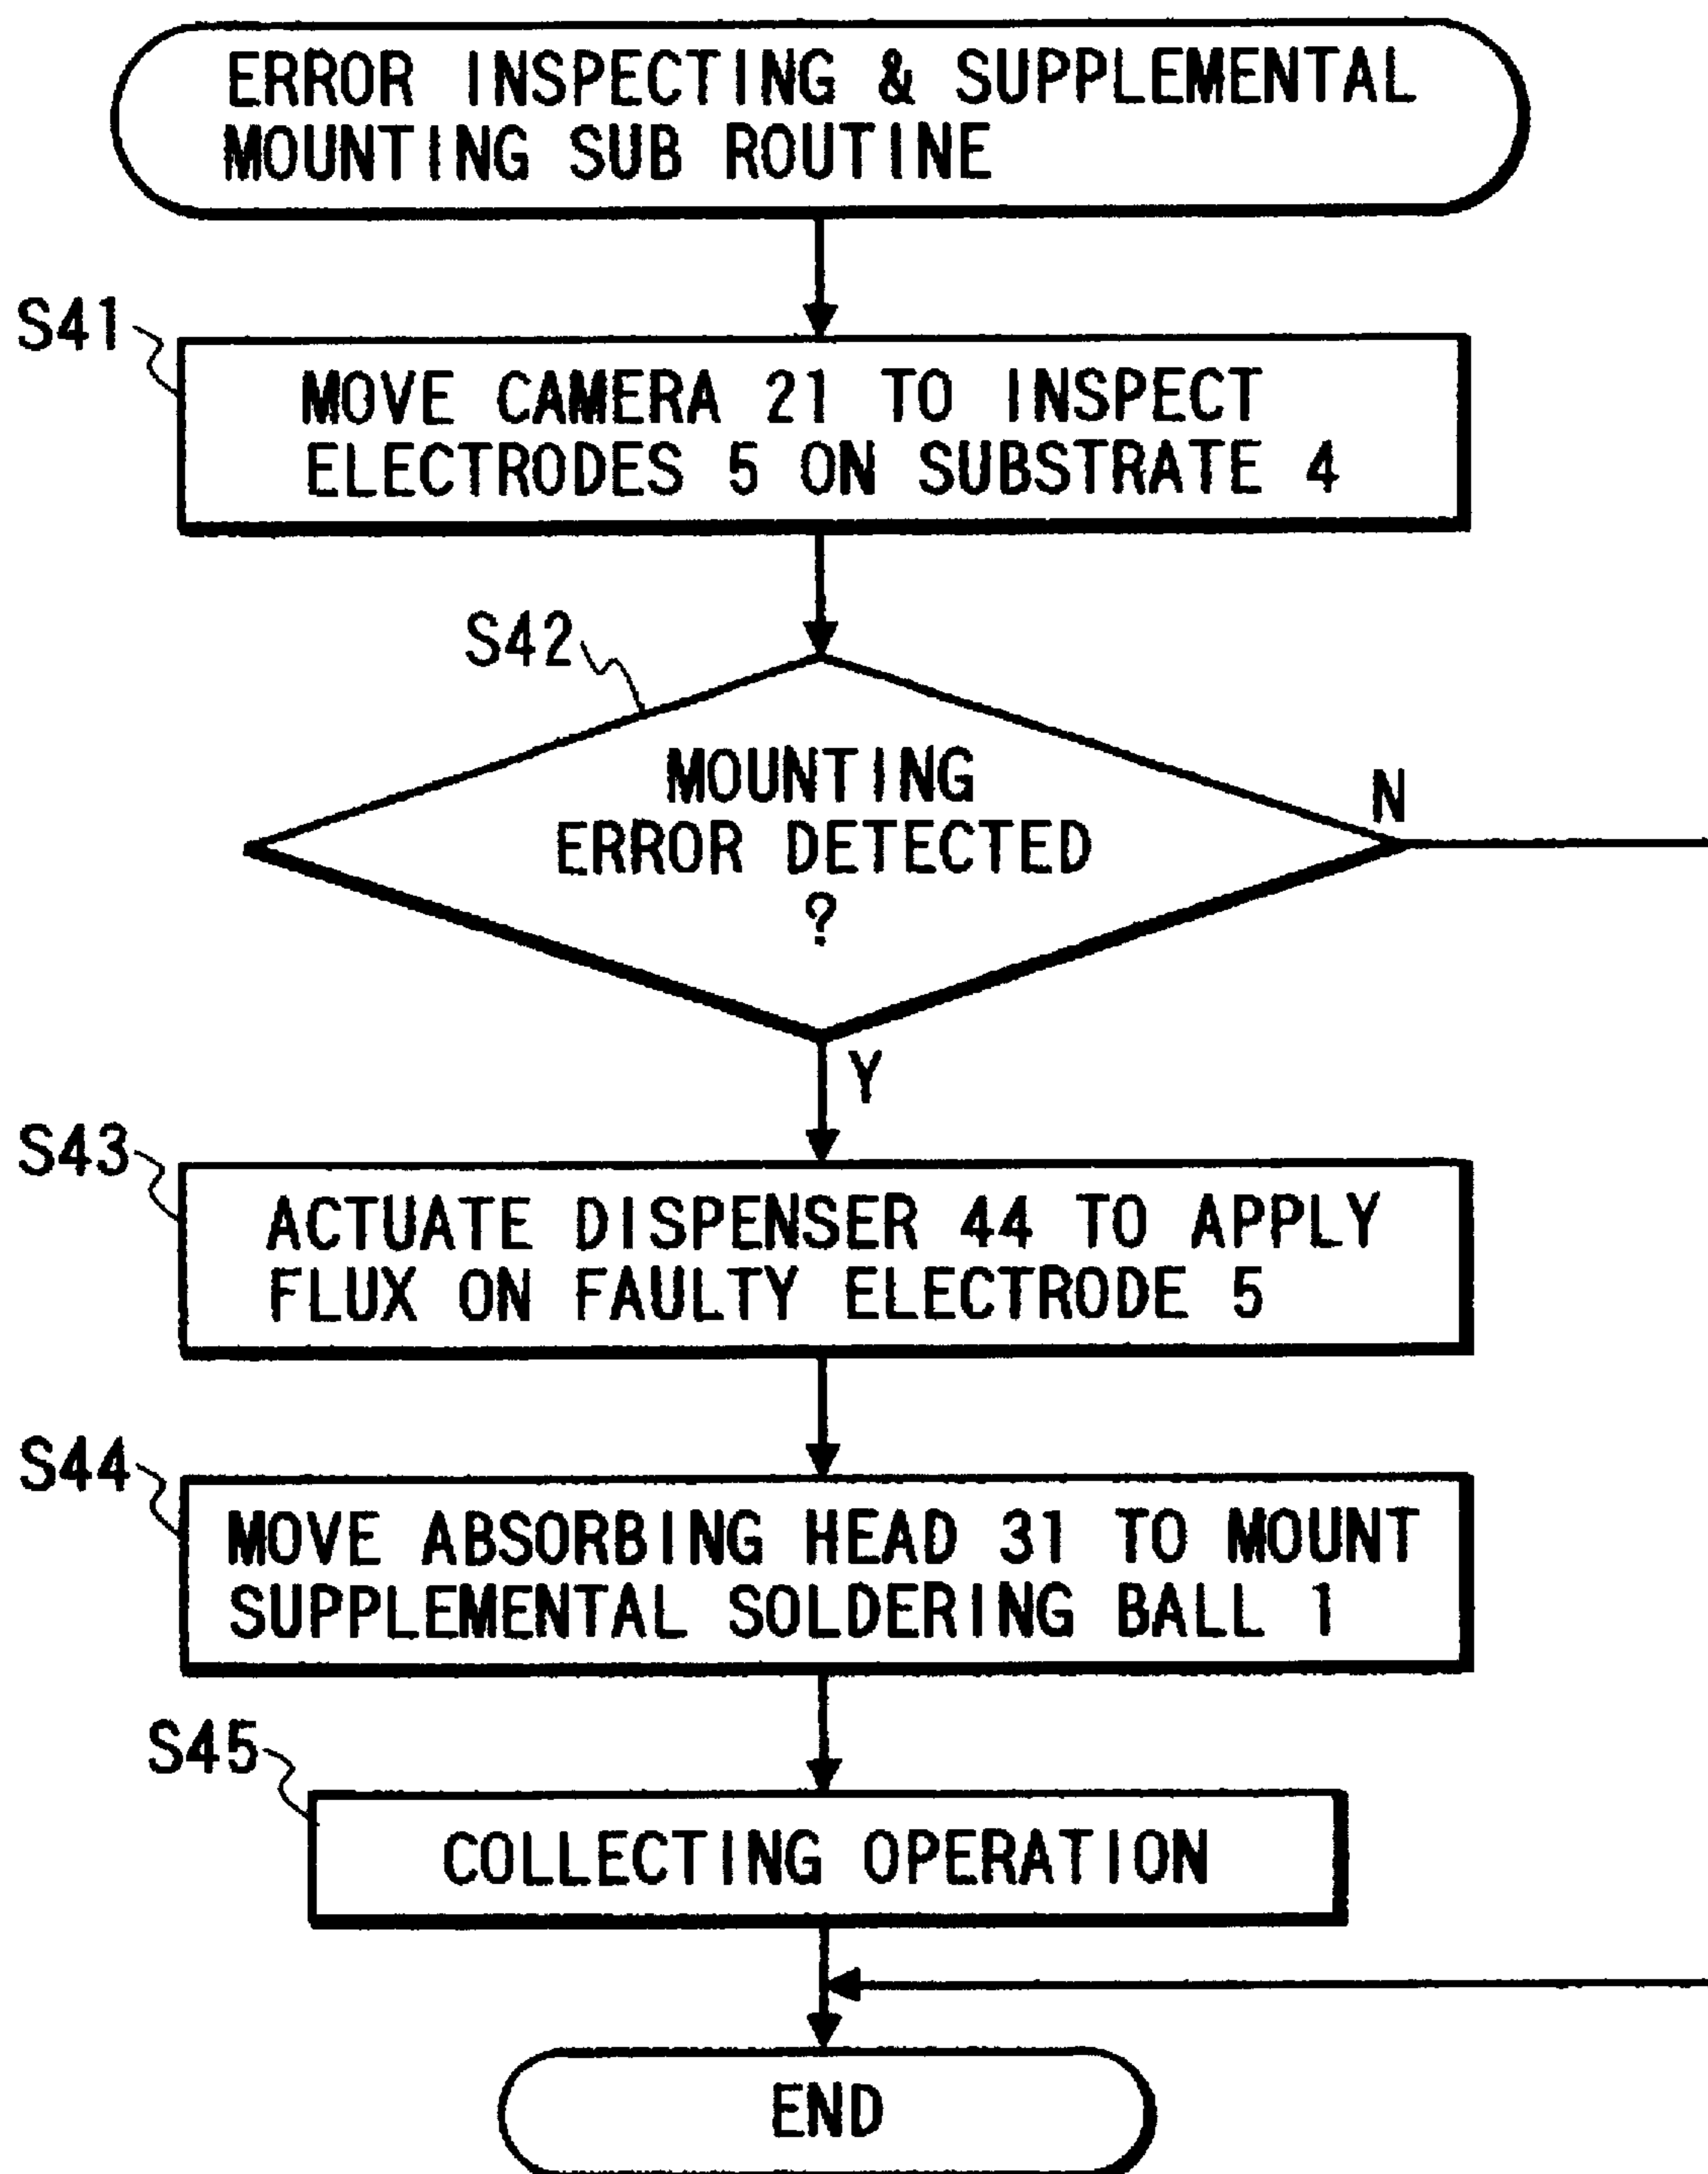 ERROR INSPECTING & SUPPLEMENTAL
MOUNTING SUB ROUTINE
S41
MOVE CAMERA 21 TO INSPECT
ELECTRODES 5 ON SUBSTRATE 4
S42
MOUNTING
ERROR DETECTED
?
N
Y
S43
ACTUATE DISPENSER 44 TO APPLY
FLUX ON FAULTY ELECTRODE 5
S44
MOVE ABSORBING HEAD 31 TO MOUNT
SUPPLEMENTAL SOLDERING BALL 1
S45
COLLECTING OPERATION
END